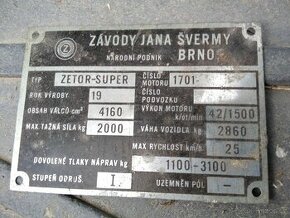 ZÁVODY JANA ŠVERMY
NÁRODNÍ PODNIK BRNO
TYP ZETOR-SUPER ČÍSLO MOTORU 1701-
ROK VÝROBY 19 ČÍSLO PODVOZKU
OBSAH VÁLCŮ cm³ 4160 VÝKON MOTORU k/ot/min 42/1500
MAX. TAŽNÁ SÍLA kg 2000 VÁHA VOZIDLA kg 2860
MAX RYCHLOST km/h 25
DOVOLENÉ TLAKY NÁPRAV kg 1100-3100
STUPEŇ ODRUŠ. I. UZEMNĚN PÓL -